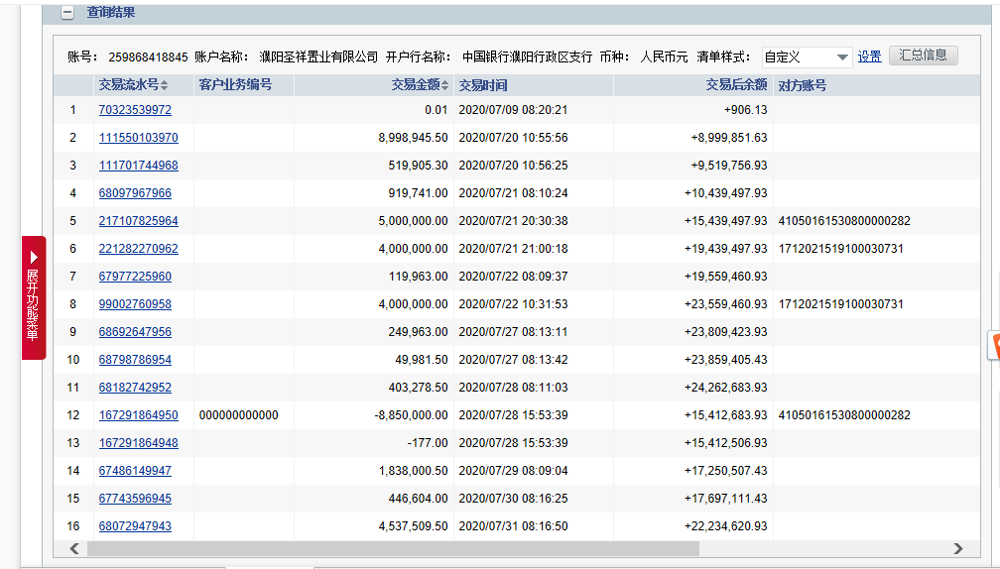 查询结果
账号： 259868418845 账户名称： 濮阳圣祥置业有限公司 开户行名称： 中国银行濮阳行政区支行 币种： 人民币元 清单样式： 自定义 设置 汇总信息
交易流水号 客户业务编号 交易金额 交易时间 交易后余额 对方账号
1 70323539972 0.01 2020/07/09 08:20:21 +906.13
2 111550103970 8,998,945.50 2020/07/20 10:55:56 +8,999,851.63
3 111701744968 519,905.30 2020/07/20 10:56:25 +9,519,756.93
4 68097967966 919,741.00 2020/07/21 08:10:24 +10,439,497.93
5 217107825964 5,000,000.00 2020/07/21 20:30:38 +15,439,497.93 41050161530800000282
6 221282270962 4,000,000.00 2020/07/21 21:00:18 +19,439,497.93 1712021519100030731
7 67977225960 119,963.00 2020/07/22 08:09:37 +19,559,460.93
8 99002760958 4,000,000.00 2020/07/22 10:31:53 +23,559,460.93 1712021519100030731
9 68692647956 249,963.00 2020/07/27 08:13:11 +23,809,423.93
10 68798786954 49,981.50 2020/07/27 08:13:42 +23,859,405.43
11 68182742952 403,278.50 2020/07/28 08:11:03 +24,262,683.93
12 167291864950 000000000000 -8,850,000.00 2020/07/28 15:53:39 +15,412,683.93 41050161530800000282
13 167291864948 -177.00 2020/07/28 15:53:39 +15,412,506.93
14 67486149947 1,838,000.50 2020/07/29 08:09:04 +17,250,507.43
15 67743596945 446,604.00 2020/07/30 08:16:25 +17,697,111.43
16 68072947943 4,537,509.50 2020/07/31 08:16:50 +22,234,620.93
展开功能菜单